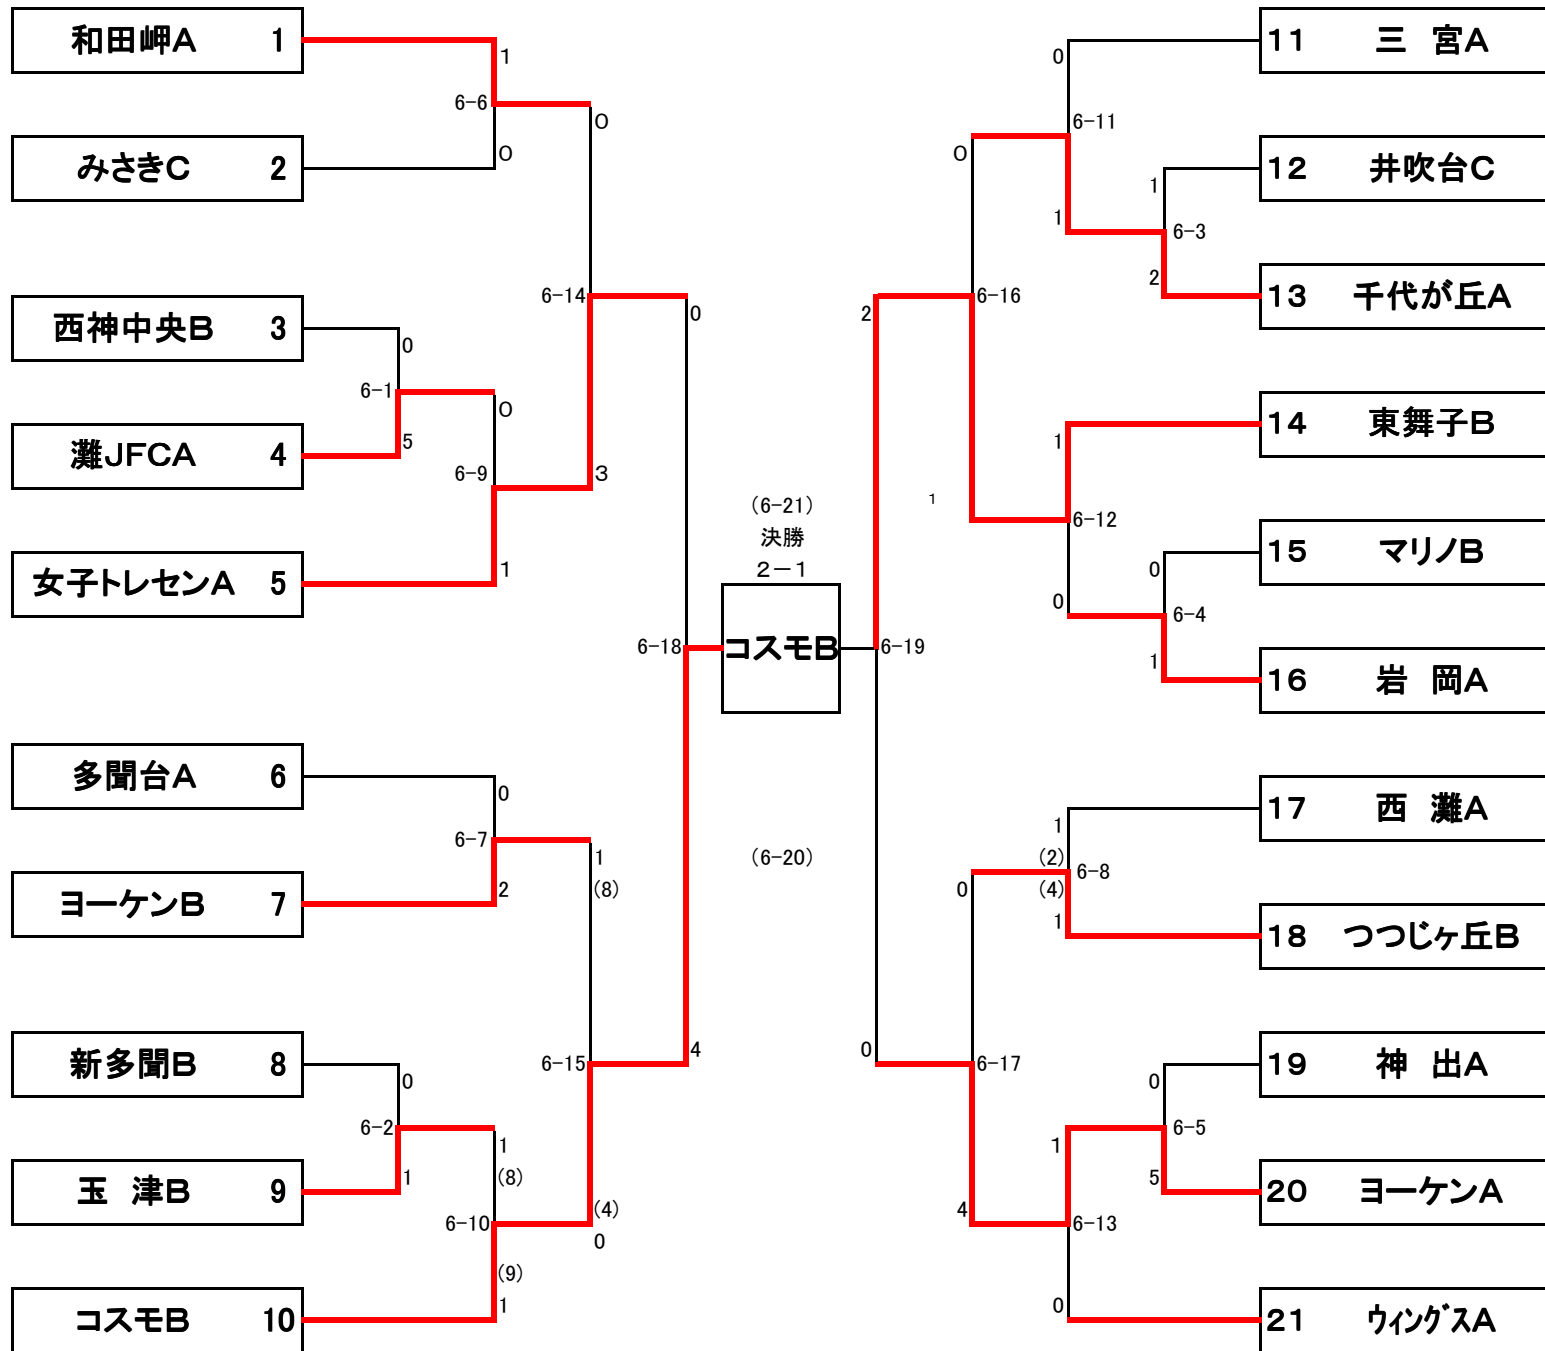 和田岬A 1
1
6-6
0
みさきC 2
0
6-14
西神中央B 3
0
0
6-1
0
灘JFCA 4
5
6-9
3
女子トレセンA 5
1
6-18
多聞台A 6
0
6-7
1
(8)
ヨーケンB 7
2
新多聞B 8
0
6-15
4
6-2
1
(8)
玉 津B 9
1
6-10
(4)
0
(9)
コスモB 10
1
(6-21)
決勝
2-1
コスモB
(6-20)
11 三 宮A
0
6-11
0
12 井吹台C
1
1
6-3
2
13 千代が丘A
6-16
2
14 東舞子B
1
1
6-12
15 マリノB
0
0
6-4
1
16 岩 岡A
6-19
17 西 灘A
1
(2)
6-8
(4)
0
1
18 つつじヶ丘B
19 神 出A
0
0
6-17
1
6-5
5
20 ヨーケンA
4
6-13
0
21 ウィングスA